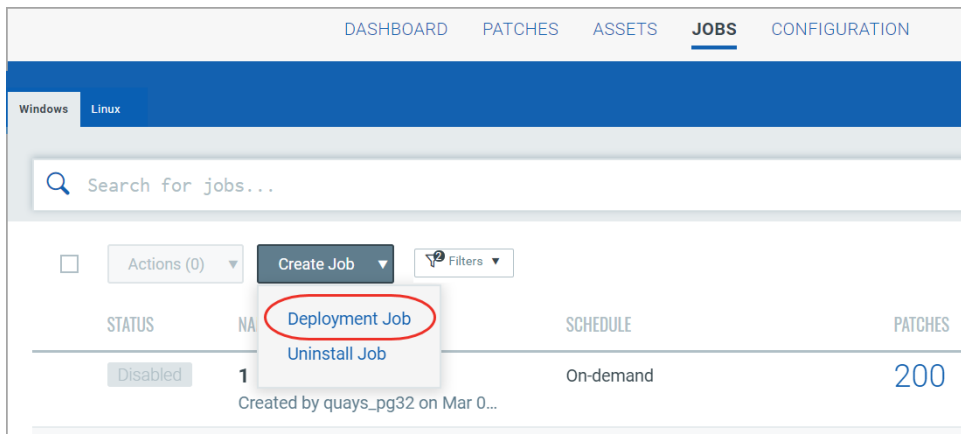 DASHBOARD PATCHES ASSETS JOBS CONFIGURATION
Windows Linux
Search for jobs...
Actions (0) Create Job 2 Filters
Deployment Job
Uninstall Job
STATUS NA SCHEDULE PATCHES
Disabled 1 On-demand 200
Created by quays_pg32 on Mar 0...